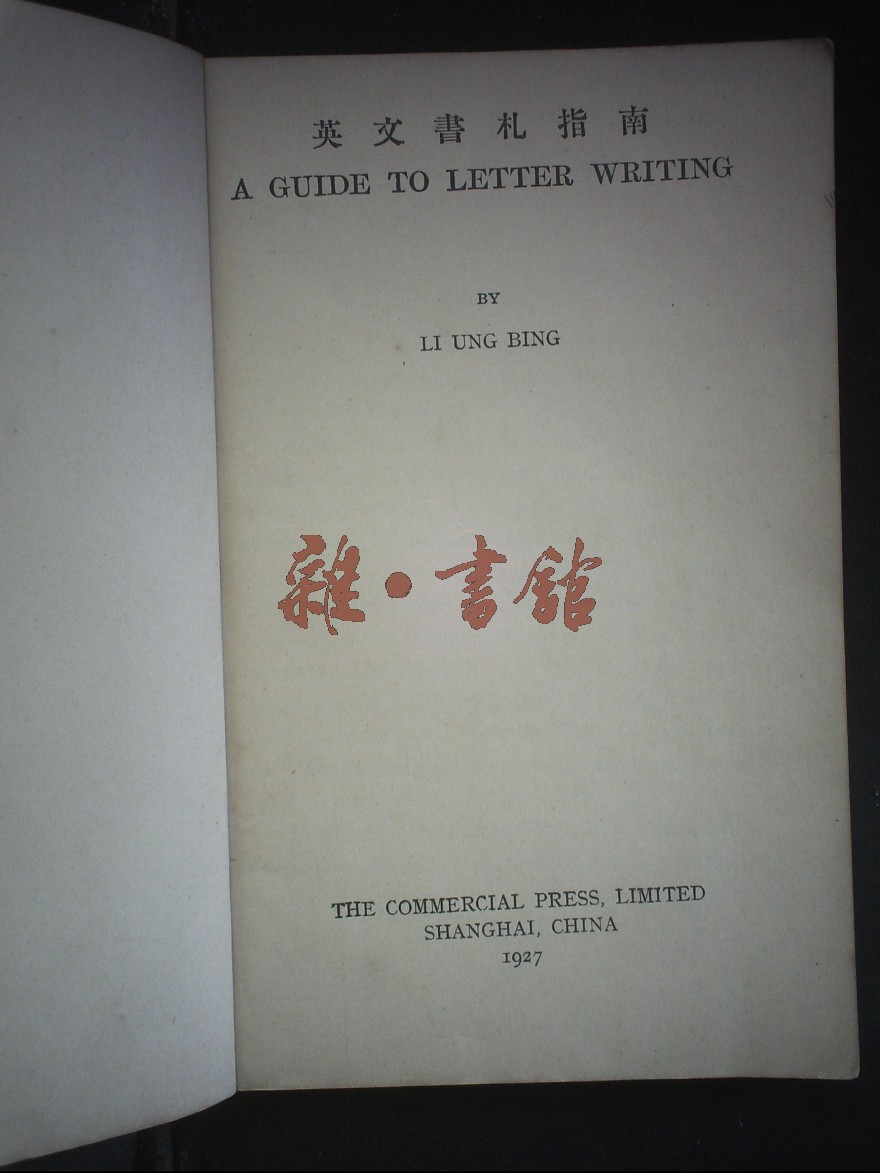 英文書札指南
A GUIDE TO LETTER WRITING
BY
LI UNG BING
雜·書館
THE COMMERCIAL PRESS, LIMITED
SHANGHAI, CHINA
1927